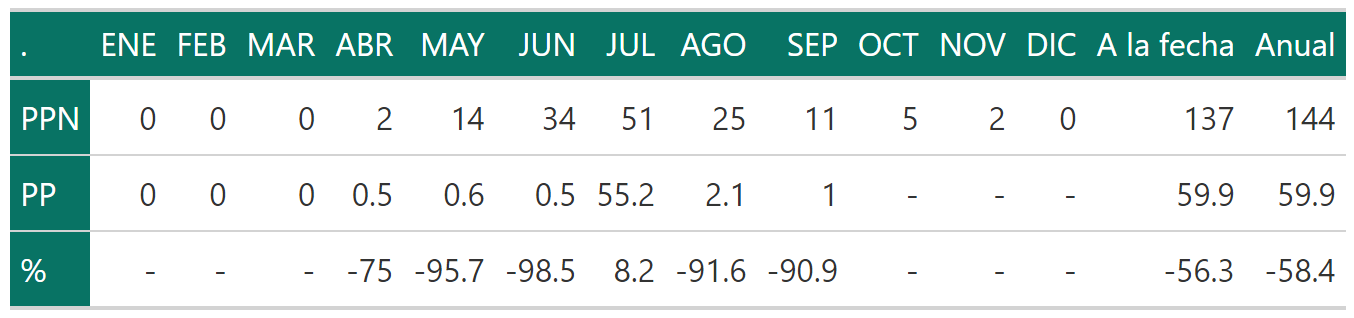 . ENE FEB MAR ABR MAY JUN JUL AGO SEP OCT NOV DIC A la fecha Anual
PPN 0 0 0 2 14 34 51 25 11 5 2 0 137 144
PP 0 0 0 0.5 0.6 0.5 55.2 2.1 1 - - - 59.9 59.9
% - - - -75 -95.7 -98.5 8.2 -91.6 -90.9 - - - -56.3 -58.4